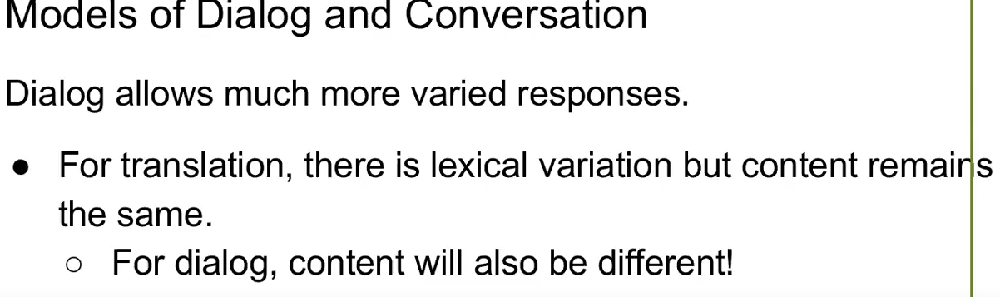 Models of Dialog and Conversation
Dialog allows much more varied responses.
● For translation, there is lexical variation but content remains
the same.
○ For dialog, content will also be different!